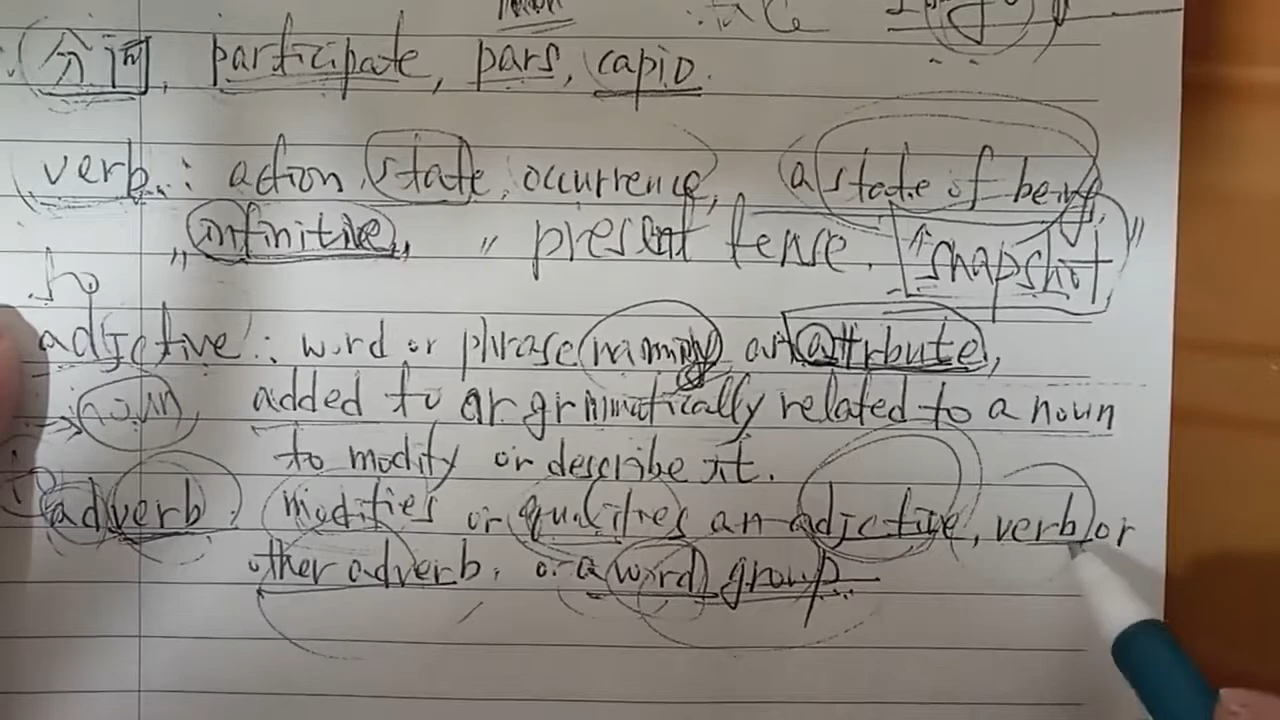 分词, participate, pars, capio.
verb: action, state, occurrence, a state of being,
"infinitive," "present tense. "snapshot"
adjective: word or phrase naming an attribute,
noun, added to or grammatically related to a noun
to modify or describe it.
adverb, modifies or qualifies an adjctive, verb or
other adverb, or a word group